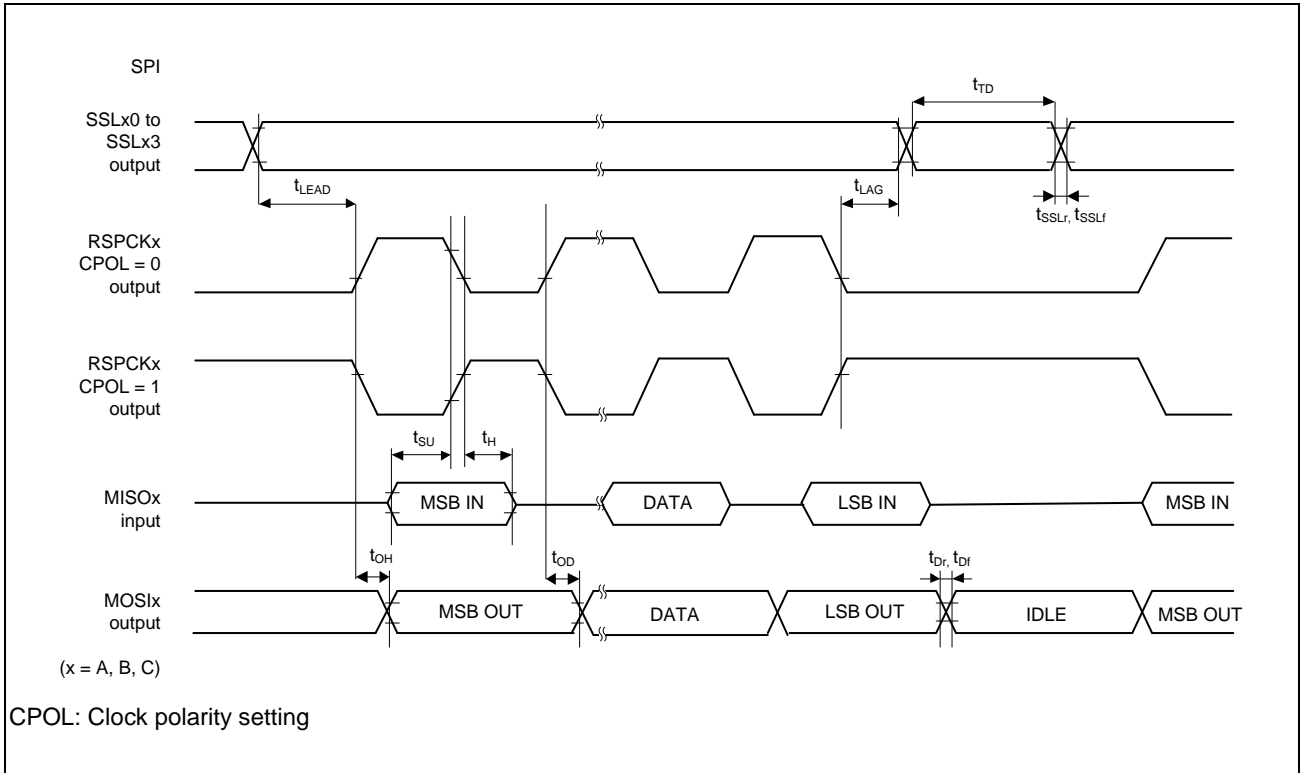 SPI
tTD
SSLx0 to
SSLx3
output
tLEAD
tLAG
tSSLr, tSSLf
RSPCKx
CPOL = 0
output
RSPCKx
CPOL = 1
output
tSU
tH
MISOx
input
MSB IN
DATA
LSB IN
MSB IN
tOH
tOD
tDr, tDf
MOSIx
output
MSB OUT
DATA
LSB OUT
IDLE
MSB OUT
(x = A, B, C)
CPOL: Clock polarity setting